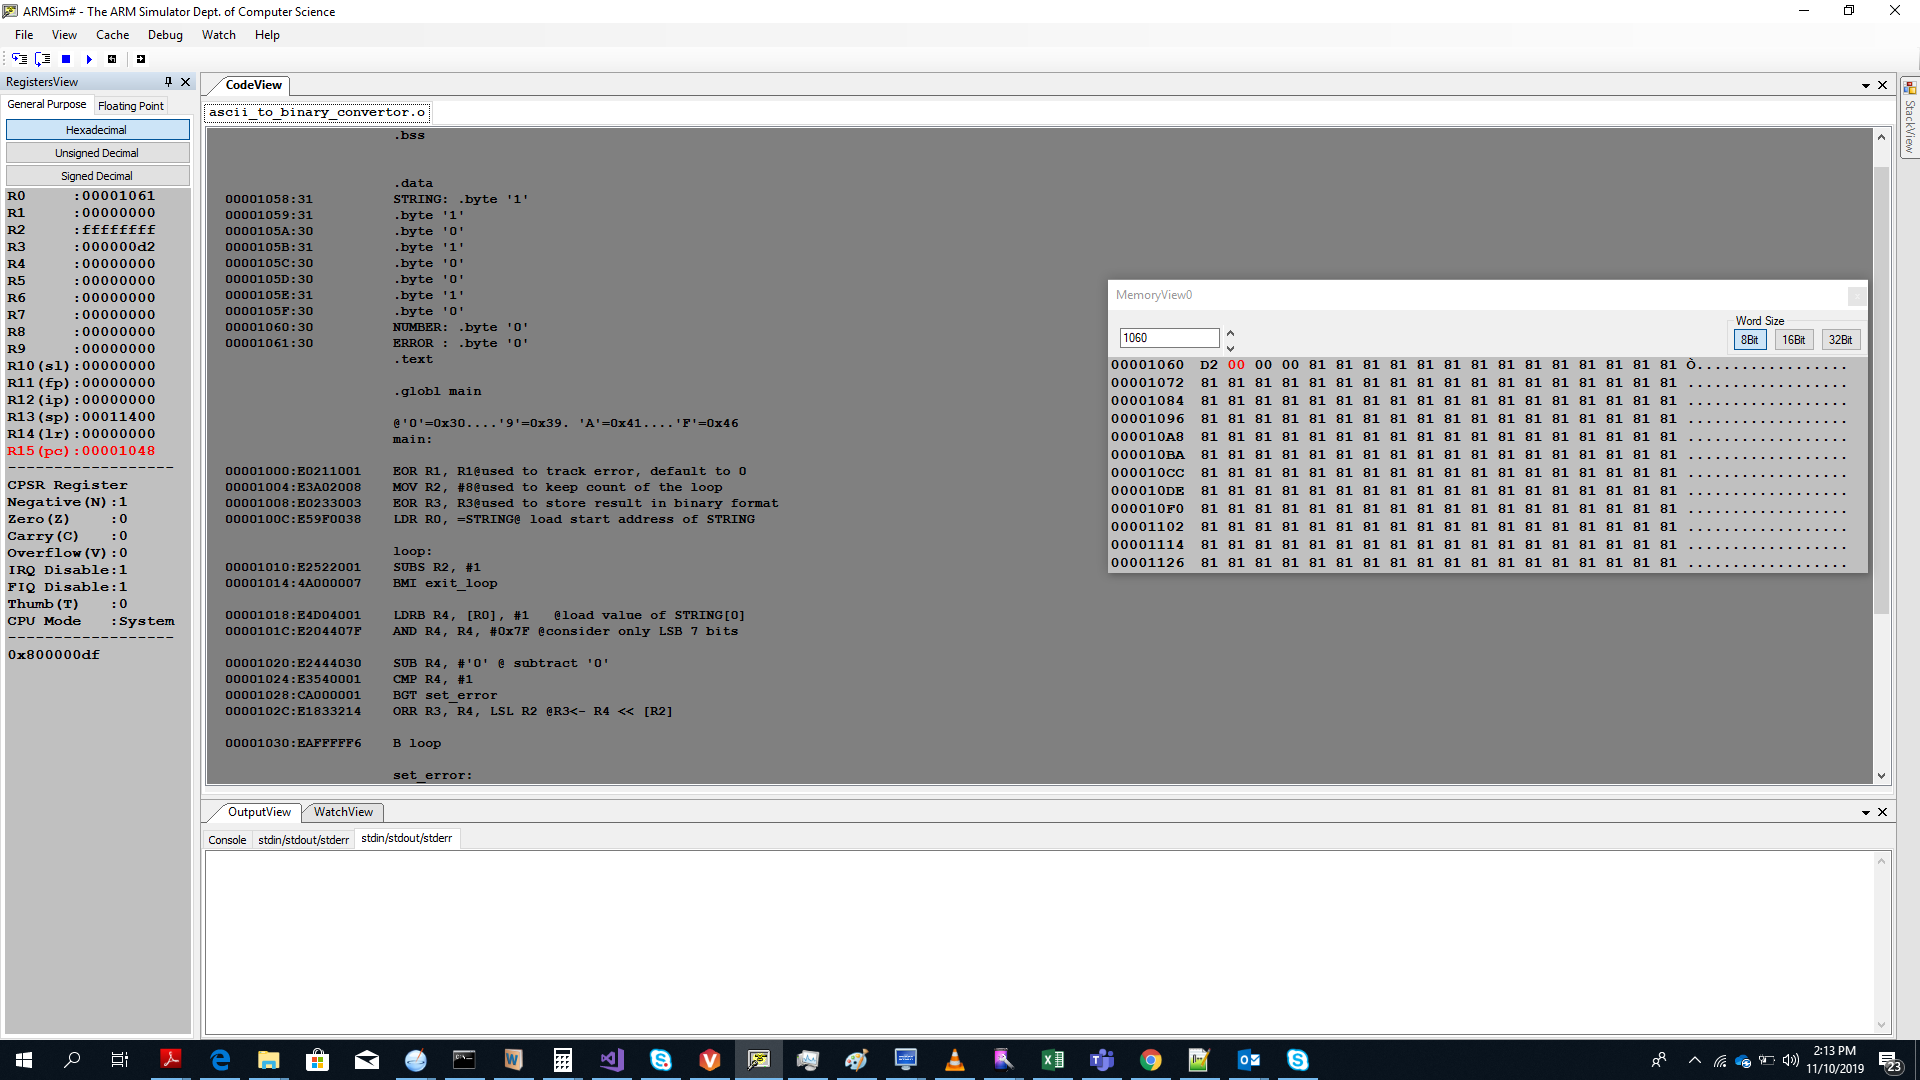 ARMSim# - The ARM Simulator Dept. of Computer Science
File View Cache Debug Watch Help
RegistersView
General Purpose Floating Point
Hexadecimal
Unsigned Decimal
Signed Decimal
R0 :00001061
R1 :00000000
R2 :ffffffff
R3 :000000d2
R4 :00000000
R5 :00000000
R6 :00000000
R7 :00000000
R8 :00000000
R9 :00000000
R10(sl):00000000
R11(fp):00000000
R12(ip):00000000
R13(sp):00011400
R14(lr):00000000
R15(pc):00001048
------------------
CPSR Register
Negative(N):1
Zero(Z) :0
Carry(C) :0
Overflow(V):0
IRQ Disable:1
FIQ Disable:1
Thumb(T) :0
CPU Mode :System
------------------
0x800000df
CodeView
ascii_to_binary_convertor.o
.bss
.data
00001058:31 STRING: .byte '1'
00001059:31 .byte '1'
0000105A:30 .byte '0'
0000105B:31 .byte '1'
0000105C:30 .byte '0'
0000105D:30 .byte '0'
0000105E:31 .byte '1'
0000105F:30 .byte '0'
00001060:30 NUMBER: .byte '0'
00001061:30 ERROR : .byte '0'
.text
.globl main
@'0'=0x30....'9'=0x39. 'A'=0x41....'F'=0x46
main:
00001000:E0211001 EOR R1, R1@used to track error, default to 0
00001004:E3A02008 MOV R2, #8@used to keep count of the loop
00001008:E0233003 EOR R3, R3@used to store result in binary format
0000100C:E59F0038 LDR R0, =STRING@ load start address of STRING
loop:
00001010:E2522001 SUBS R2, #1
00001014:4A000007 BMI exit_loop
00001018:E4D04001 LDRB R4, [R0], #1 @load value of STRING[0]
0000101C:E204407F AND R4, R4, #0x7F @consider only LSB 7 bits
00001020:E2444030 SUB R4, #'0' @ subtract '0'
00001024:E3540001 CMP R4, #1
00001028:CA000001 BGT set_error
0000102C:E1833214 ORR R3, R4, LSL R2 @R3<- R4 << [R2]
00001030:EAFFFFF6 B loop
set_error:
MemoryView0
1060
Word Size
8Bit 16Bit 32Bit
00001060 D2 00 00 00 81 81 81 81 81 81 81 81 81 81 81 81 81 81 Ò.................
00001072 81 81 81 81 81 81 81 81 81 81 81 81 81 81 81 81 81 81 ..................
00001084 81 81 81 81 81 81 81 81 81 81 81 81 81 81 81 81 81 81 ..................
00001096 81 81 81 81 81 81 81 81 81 81 81 81 81 81 81 81 81 81 ..................
000010A8 81 81 81 81 81 81 81 81 81 81 81 81 81 81 81 81 81 81 ..................
000010BA 81 81 81 81 81 81 81 81 81 81 81 81 81 81 81 81 81 81 ..................
000010CC 81 81 81 81 81 81 81 81 81 81 81 81 81 81 81 81 81 81 ..................
000010DE 81 81 81 81 81 81 81 81 81 81 81 81 81 81 81 81 81 81 ..................
000010F0 81 81 81 81 81 81 81 81 81 81 81 81 81 81 81 81 81 81 ..................
00001102 81 81 81 81 81 81 81 81 81 81 81 81 81 81 81 81 81 81 ..................
00001114 81 81 81 81 81 81 81 81 81 81 81 81 81 81 81 81 81 81 ..................
00001126 81 81 81 81 81 81 81 81 81 81 81 81 81 81 81 81 81 81 ..................
StackView
OutputView WatchView
Console stdin/stdout/stderr stdin/stdout/stderr
2:13 PM
11/10/2019
23